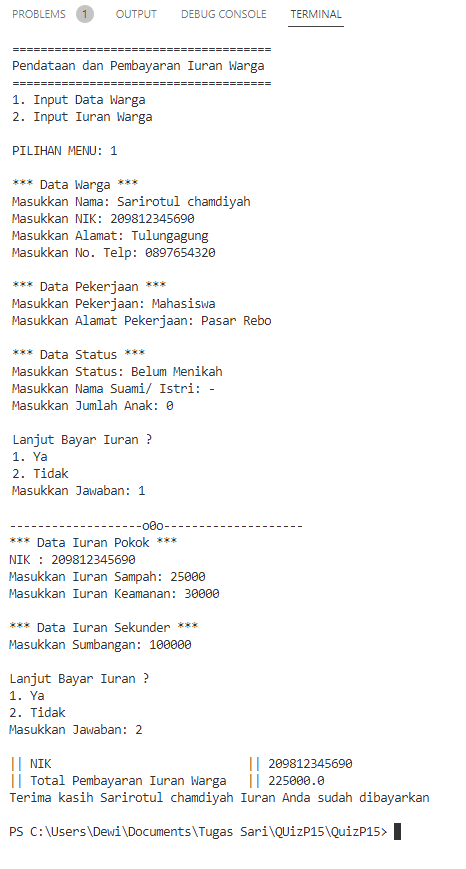 PROBLEMS 1 OUTPUT DEBUG CONSOLE TERMINAL
=====================================
Pendataan dan Pembayaran Iuran Warga
=====================================
1. Input Data Warga
2. Input Iuran Warga
PILIHAN MENU: 1
*** Data Warga ***
Masukkan Nama: Sarirotul chamdiyah
Masukkan NIK: 209812345690
Masukkan Alamat: Tulungagung
Masukkan No. Telp: 0897654320
*** Data Pekerjaan ***
Masukkan Pekerjaan: Mahasiswa
Masukkan Alamat Pekerjaan: Pasar Rebo
*** Data Status ***
Masukkan Status: Belum Menikah
Masukkan Nama Suami/ Istri: -
Masukkan Jumlah Anak: 0
Lanjut Bayar Iuran ?
1. Ya
2. Tidak
Masukkan Jawaban: 1
-------------------o0o--------------------
*** Data Iuran Pokok ***
NIK : 209812345690
Masukkan Iuran Sampah: 25000
Masukkan Iuran Keamanan: 30000
*** Data Iuran Sekunder ***
Masukkan Sumbangan: 100000
Lanjut Bayar Iuran ?
1. Ya
2. Tidak
Masukkan Jawaban: 2
|| NIK || 209812345690
|| Total Pembayaran Iuran Warga || 225000.0
Terima kasih Sarirotul chamdiyah Iuran Anda sudah dibayarkan
PS C:\Users\Dewi\Documents\Tugas Sari\QUizP15\QuizP15>